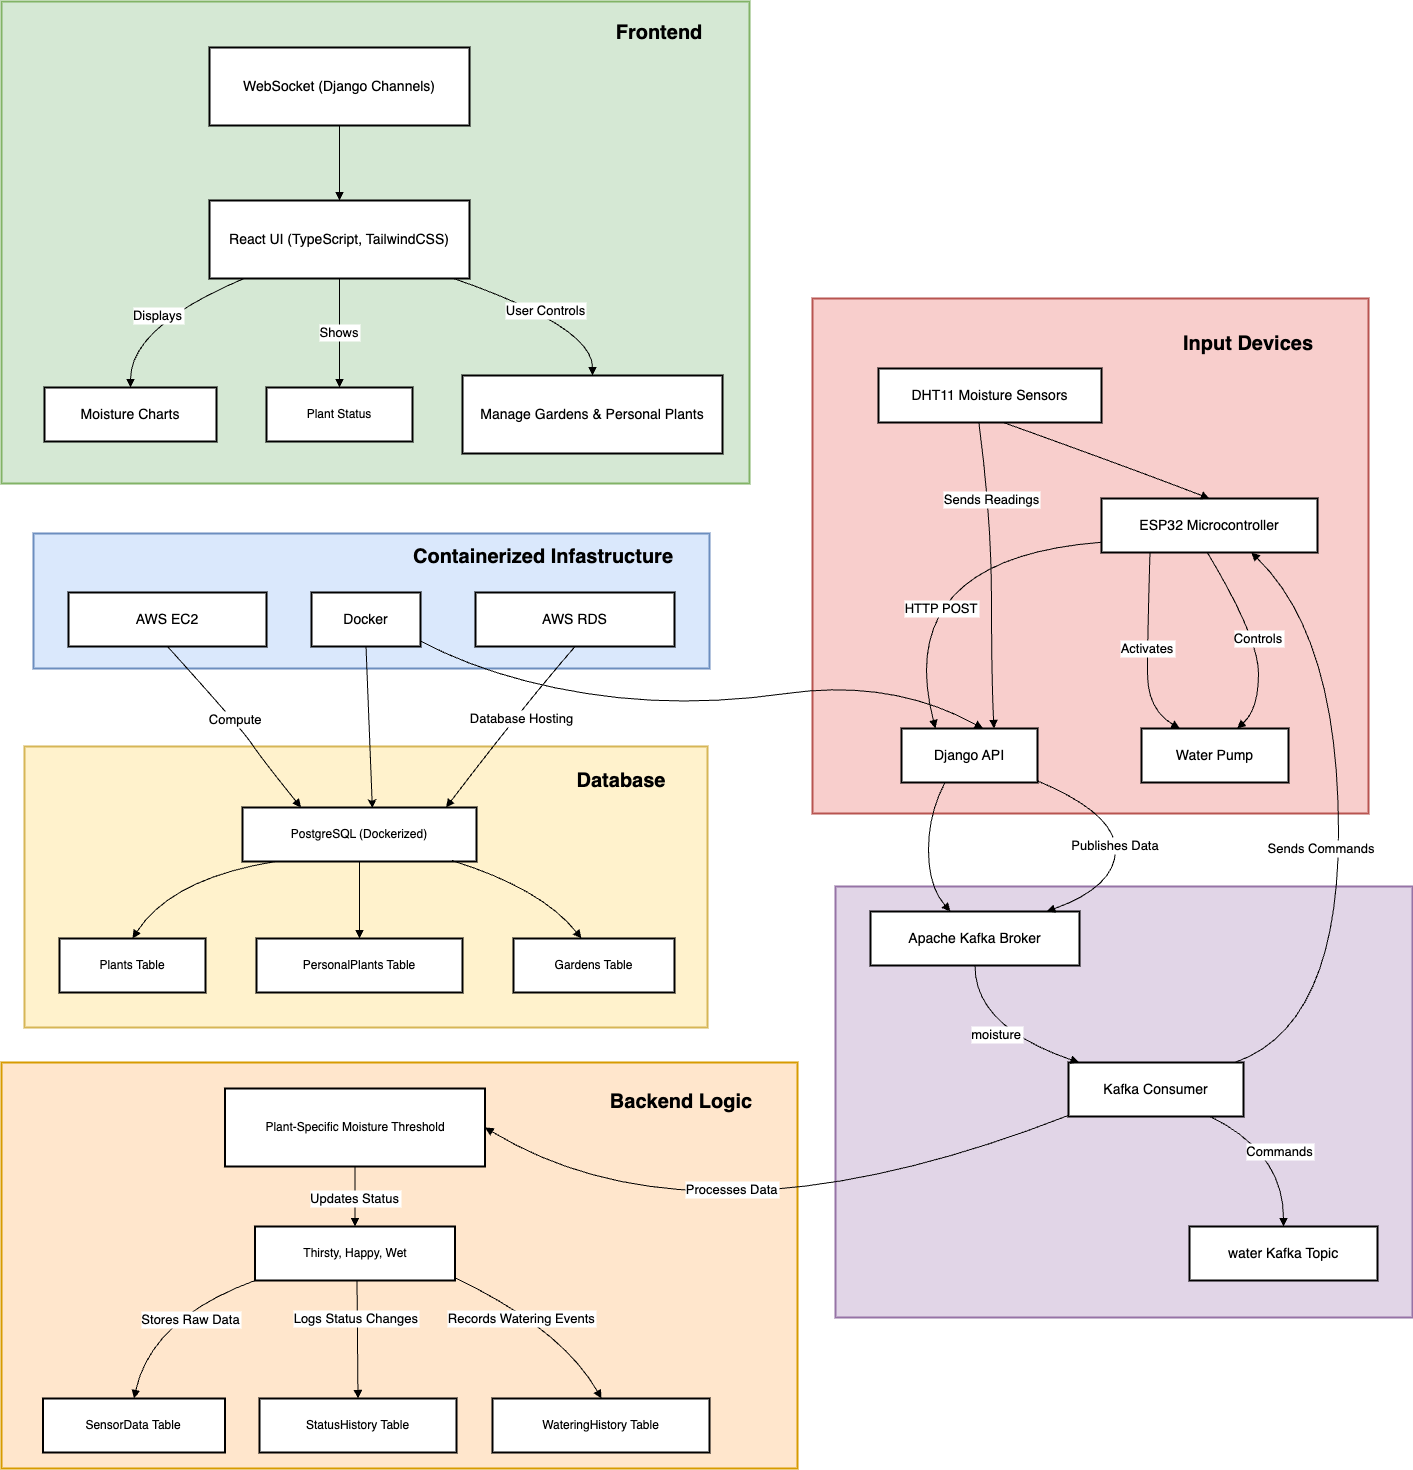 Frontend
WebSocket (Django Channels)
React UI (TypeScript, TailwindCSS)
Displays
Shows
User Controls
Moisture Charts
Plant Status
Manage Gardens & Personal Plants
Input Devices
DHT11 Moisture Sensors
Sends Readings
ESP32 Microcontroller
HTTP POST
Activates
Controls
Django API
Water Pump
Containerized Infastructure
AWS EC2
Docker
AWS RDS
Compute
Database Hosting
Database
PostgreSQL (Dockerized)
Plants Table
PersonalPlants Table
Gardens Table
Publishes Data
Sends Commands
Apache Kafka Broker
moisture
Kafka Consumer
Processes Data
Commands
water Kafka Topic
Backend Logic
Plant-Specific Moisture Threshold
Updates Status
Thirsty, Happy, Wet
Stores Raw Data
Logs Status Changes
Records Watering Events
SensorData Table
StatusHistory Table
WateringHistory Table